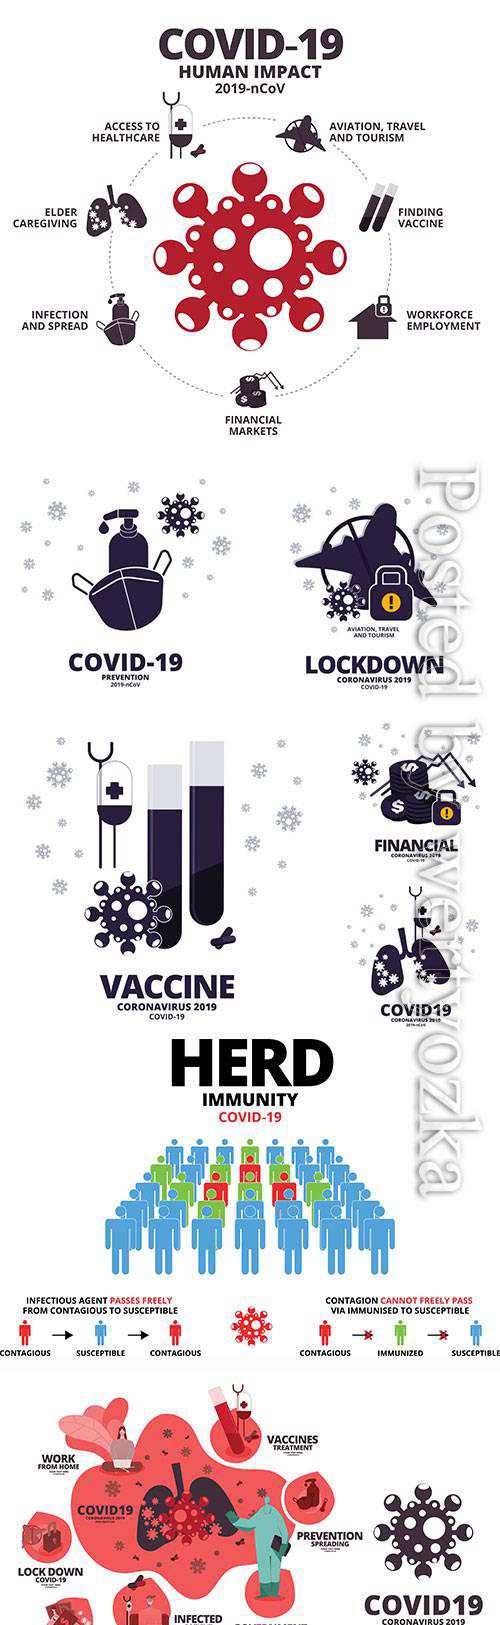 COVID-19
HUMAN IMPACT
2019-nCoV
ACCESS TO
HEALTHCARE
AVIATION, TRAVEL
AND TOURISM
ELDER
CAREGIVING
FINDING
VACCINE
INFECTION
AND SPREAD
WORKFORCE
EMPLOYMENT
FINANCIAL
MARKETS
COVID-19
PREVENTION
2019-nCoV
AVIATION, TRAVEL
AND TOURISM
LOCKDOWN
CORONAVIRUS 2019
COVID-19
Posted by wertyozka
VACCINE
CORONAVIRUS 2019
COVID-19
FINANCIAL
CORONAVIRUS 2019
COVID-19
COVID19
CORONAVIRUS 2019
2019-nCoV
HERD
IMMUNITY
COVID-19
INFECTIOUS AGENT PASSES FREELY
FROM CONTAGIOUS TO SUSCEPTIBLE
CONTAGIOUS
SUSCEPTIBLE
CONTAGIOUS
CONTAGION CANNOT FREELY PASS
VIA IMMUNISED TO SUSCEPTIBLE
CONTAGIOUS
IMMUNIZED
SUSCEPTIBLE
WORK
FROM HOME
VACCINES
TREATMENT
COVID19
CORONAVIRUS 2019
PREVENTION
SPREADING
LOCK DOWN
COVID-19
INFECTED
COVID19
CORONAVIRUS 2019